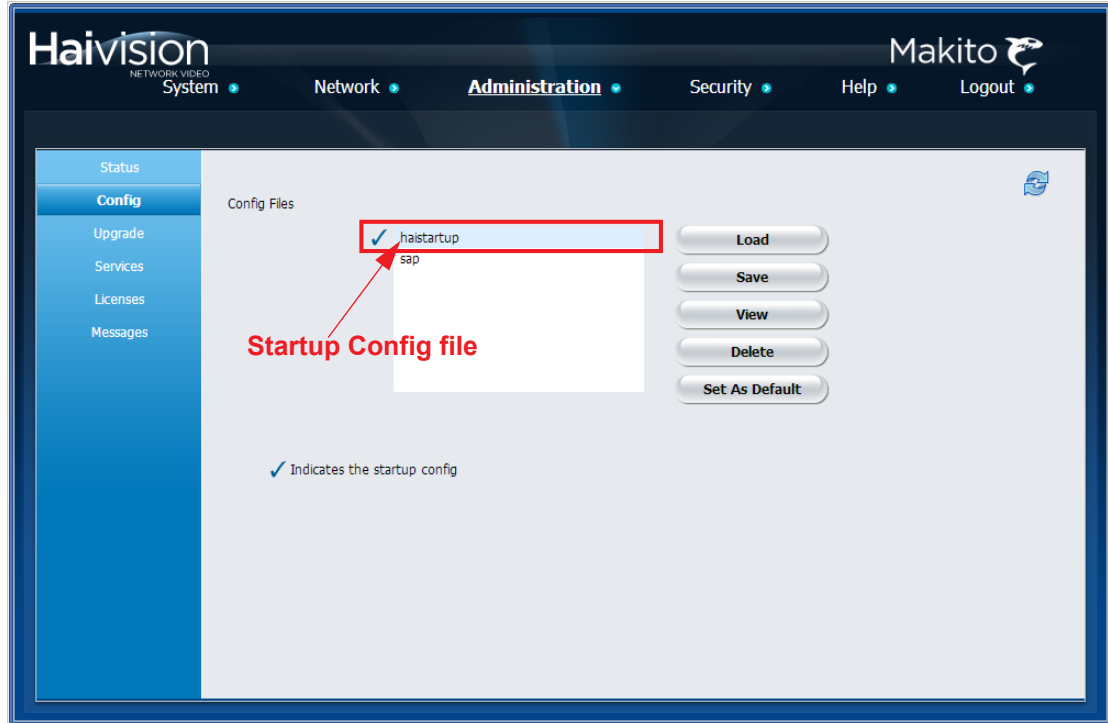 Haivision
NETWORK VIDEO
Makito
System Network Administration Security Help Logout
Status
Config
Upgrade
Services
Licenses
Messages
Config Files
haistartup
sap
Startup Config file
Load
Save
View
Delete
Set As Default
Indicates the startup config